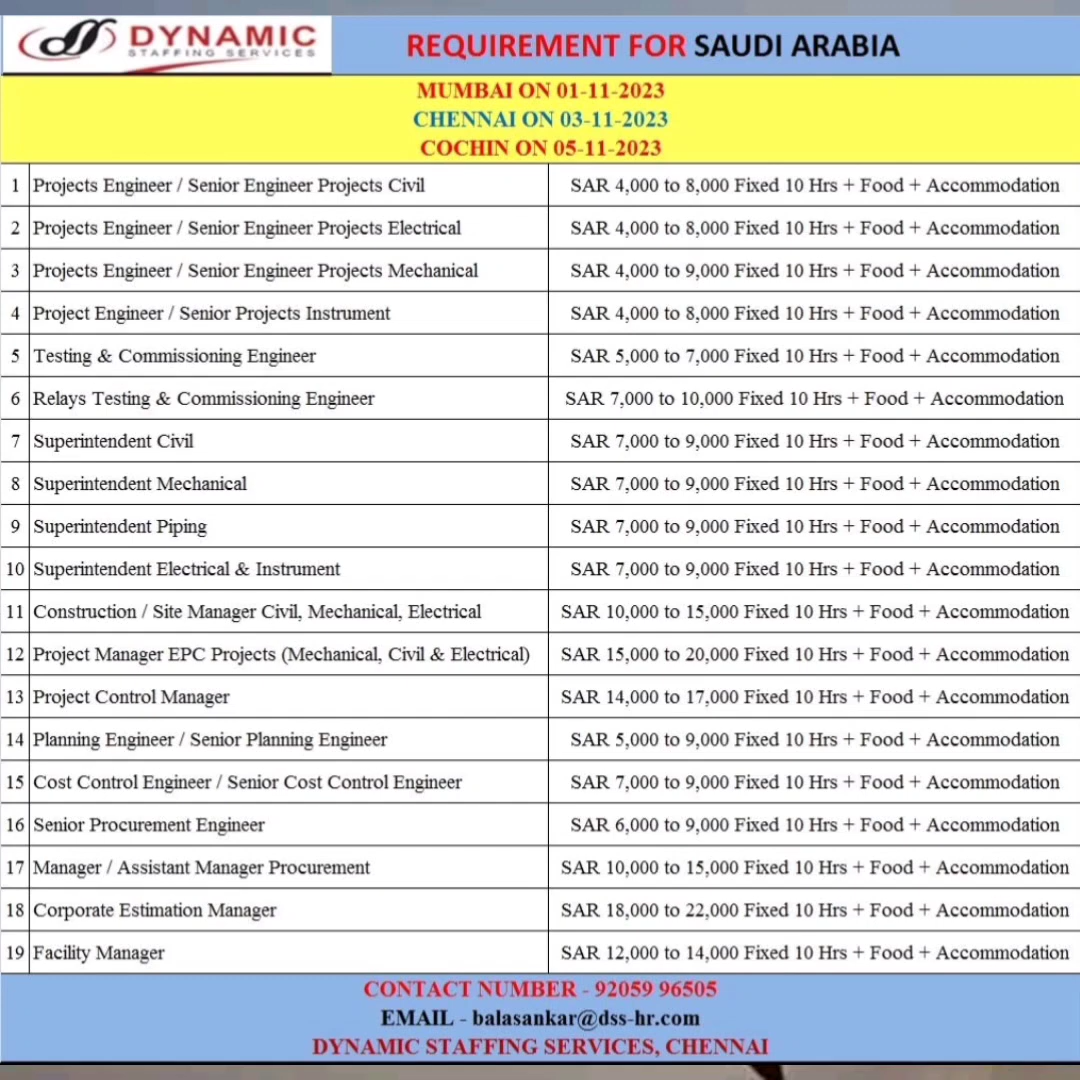 DYNAMIC
STAFFING SERVICES
REQUIREMENT FOR SAUDI ARABIA
MUMBAI ON 01-11-2023
CHENNAI ON 03-11-2023
COCHIN ON 05-11-2023
1 Projects Engineer / Senior Engineer Projects Civil SAR 4,000 to 8,000 Fixed 10 Hrs + Food + Accommodation
2 Projects Engineer / Senior Engineer Projects Electrical SAR 4,000 to 8,000 Fixed 10 Hrs + Food + Accommodation
3 Projects Engineer / Senior Engineer Projects Mechanical SAR 4,000 to 9,000 Fixed 10 Hrs + Food + Accommodation
4 Project Engineer / Senior Projects Instrument SAR 4,000 to 8,000 Fixed 10 Hrs + Food + Accommodation
5 Testing & Commissioning Engineer SAR 5,000 to 7,000 Fixed 10 Hrs + Food + Accommodation
6 Relays Testing & Commissioning Engineer SAR 7,000 to 10,000 Fixed 10 Hrs + Food + Accommodation
7 Superintendent Civil SAR 7,000 to 9,000 Fixed 10 Hrs + Food + Accommodation
8 Superintendent Mechanical SAR 7,000 to 9,000 Fixed 10 Hrs + Food + Accommodation
9 Superintendent Piping SAR 7,000 to 9,000 Fixed 10 Hrs + Food + Accommodation
10 Superintendent Electrical & Instrument SAR 7,000 to 9,000 Fixed 10 Hrs + Food + Accommodation
11 Construction / Site Manager Civil, Mechanical, Electrical SAR 10,000 to 15,000 Fixed 10 Hrs + Food + Accommodation
12 Project Manager EPC Projects (Mechanical, Civil & Electrical) SAR 15,000 to 20,000 Fixed 10 Hrs + Food + Accommodation
13 Project Control Manager SAR 14,000 to 17,000 Fixed 10 Hrs + Food + Accommodation
14 Planning Engineer / Senior Planning Engineer SAR 5,000 to 9,000 Fixed 10 Hrs + Food + Accommodation
15 Cost Control Engineer / Senior Cost Control Engineer SAR 7,000 to 9,000 Fixed 10 Hrs + Food + Accommodation
16 Senior Procurement Engineer SAR 6,000 to 9,000 Fixed 10 Hrs + Food + Accommodation
17 Manager / Assistant Manager Procurement SAR 10,000 to 15,000 Fixed 10 Hrs + Food + Accommodation
18 Corporate Estimation Manager SAR 18,000 to 22,000 Fixed 10 Hrs + Food + Accommodation
19 Facility Manager SAR 12,000 to 14,000 Fixed 10 Hrs + Food + Accommodation
CONTACT NUMBER - 92059 96505
EMAIL - balasankar@dss-hr.com
DYNAMIC STAFFING SERVICES, CHENNAI